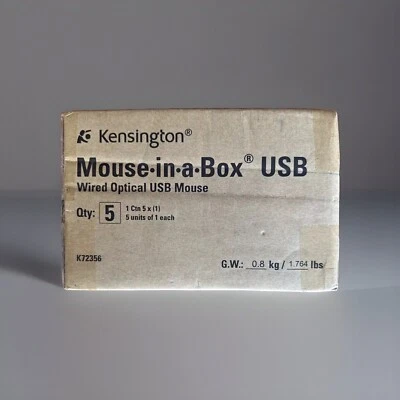 Kensington®
Mouse·in·a·Box® USB
Wired Optical USB Mouse
Qty: 5 1 Ctn 5 x (1)
5 units of 1 each
K72356
G.W.: 0.8 kg / 1.764 lbs